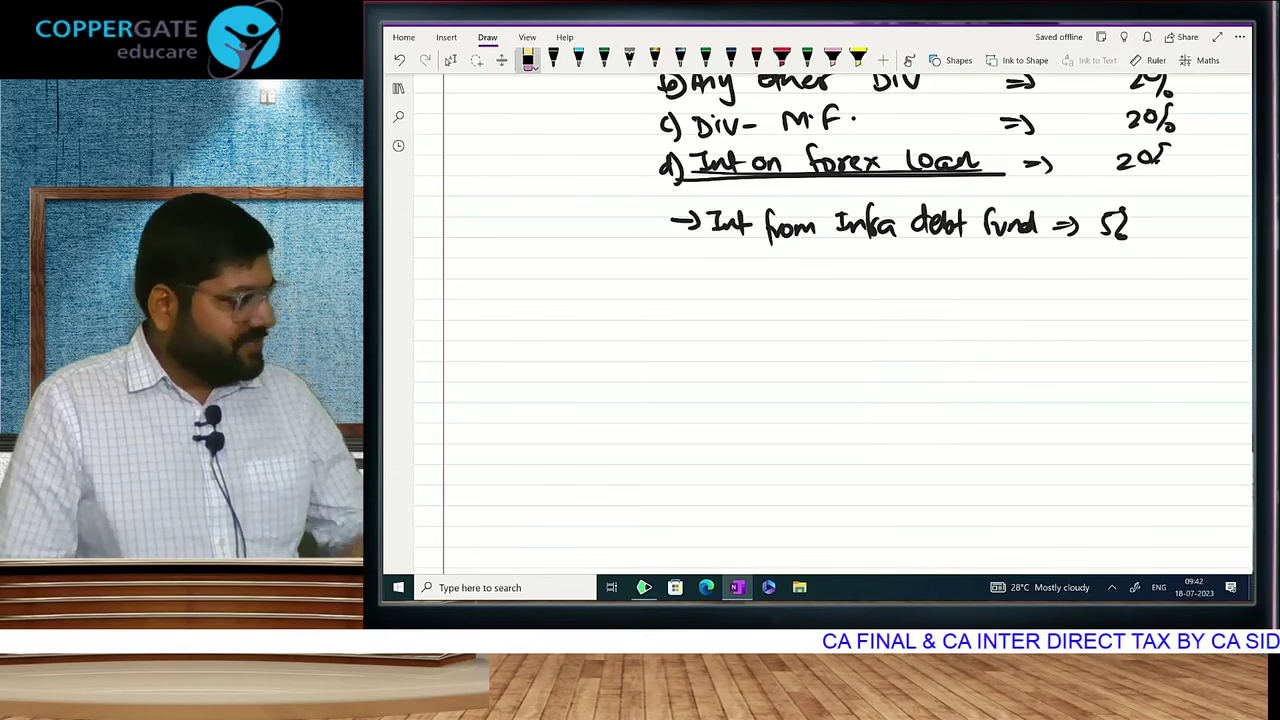 COPPERGATE
educare
Home Insert Draw View Help Saved offline Share
Shapes Ink to Shape Ink to Text Ruler Maths
b) Any other DIV => 20%
c) DIV- M.F. => 20%
d) Int on forex loan => 20%
→ Int from Infra debt fund => 5%
Type here to search 28°C Mostly cloudy ENG 09:42
18-07-2023
CA FINAL & CA INTER DIRECT TAX BY CA SID